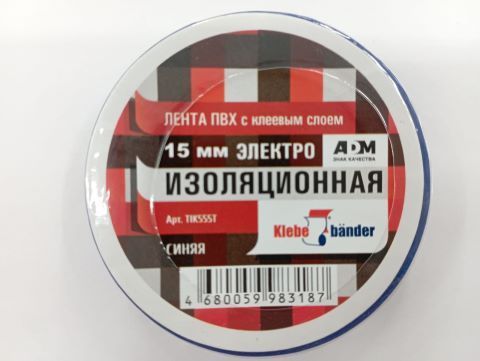 ЛЕНТА ПВХ с клеевым слоем
15 мм ЭЛЕКТРО
ADM
ЗНАК КАЧЕСТВА
ИЗОЛЯЦИОННАЯ
Арт. TIK555T
Klebe bänder
СИНЯЯ
4 680059 983187